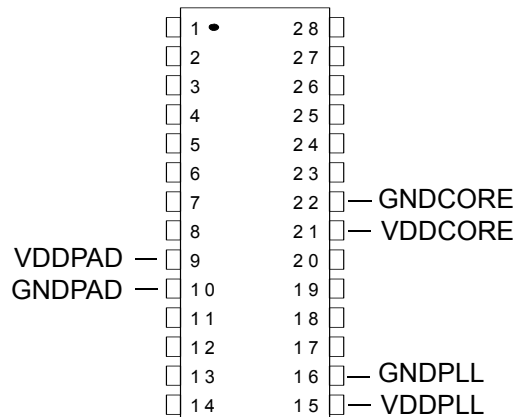 1 28
2 27
3 26
4 25
5 24
6 23
7 22 GNDCORE
8 21 VDDCORE
VDDPAD 9 20
GNDPAD 10 19
11 18
12 17
13 16 GNDPLL
14 15 VDDPLL